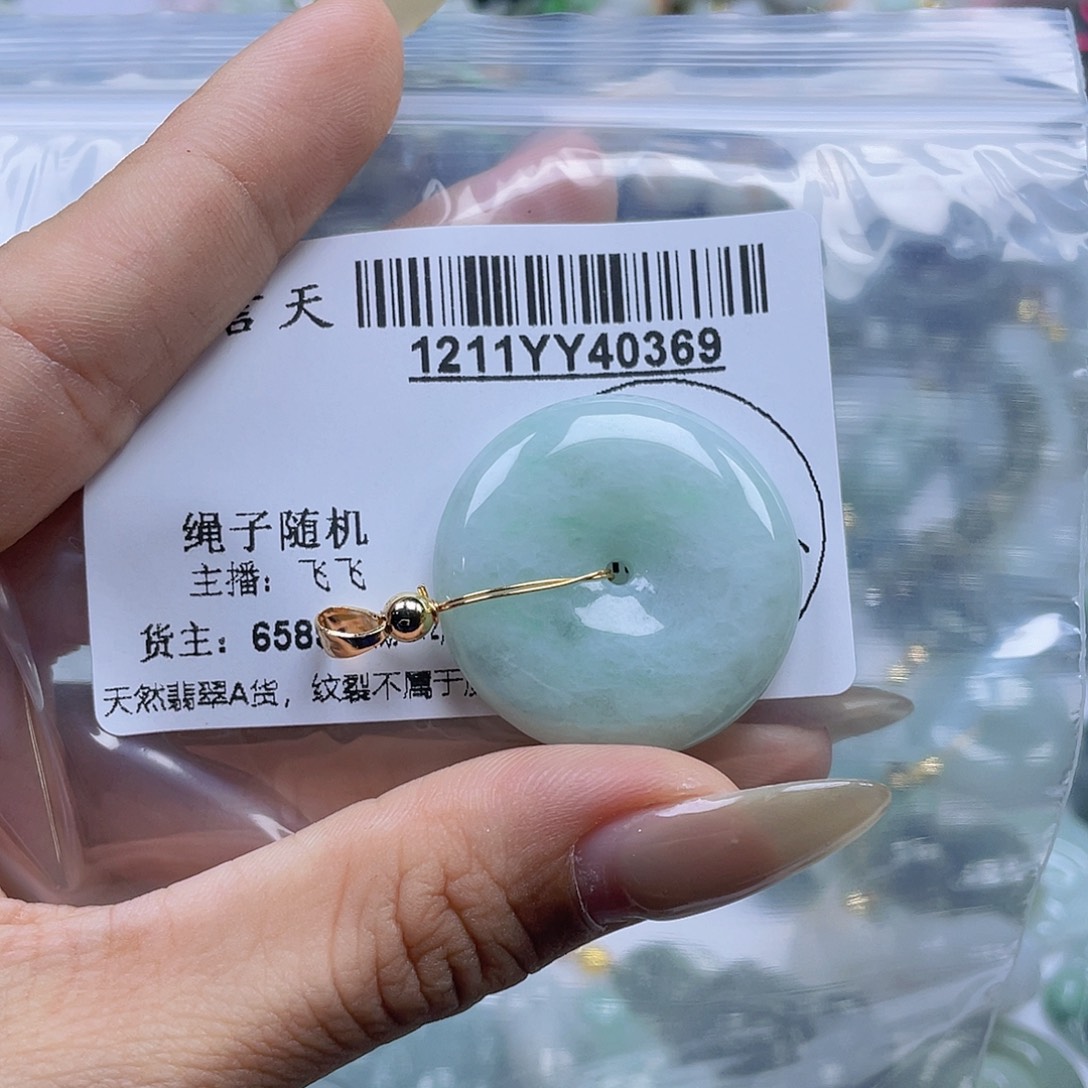 言天
1211YY40369
绳子随机
主播：飞飞
货主：658
天然翡翠A货，纹裂不属于